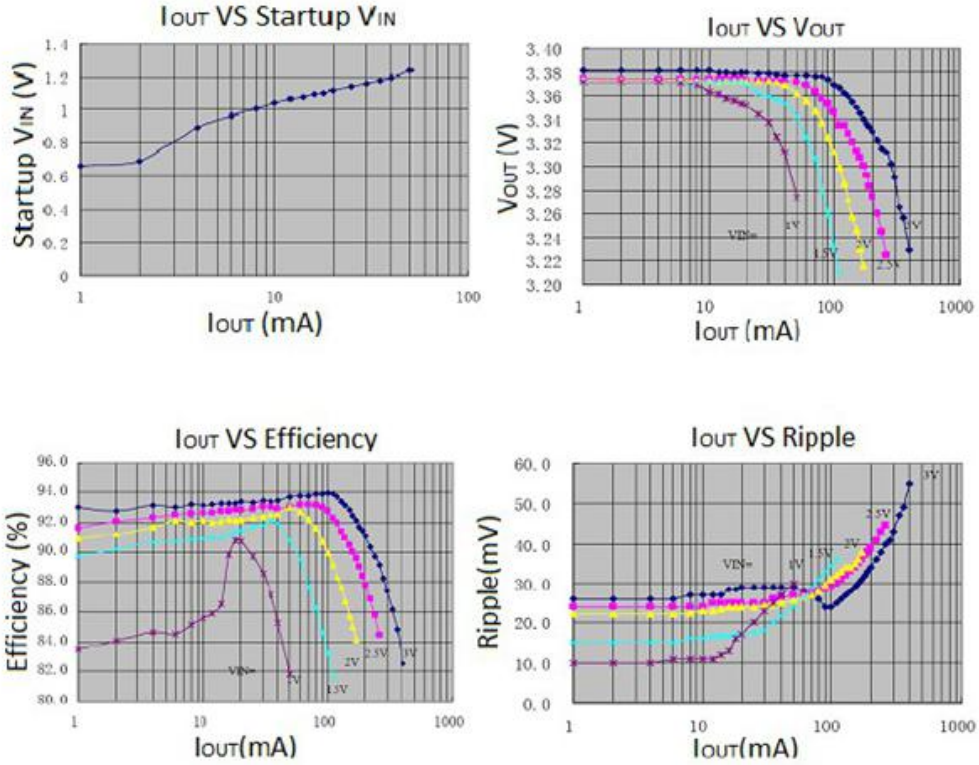 IOUT VS Startup VIN
Startup VIN (V)
1.4
1.2
1
0.8
0.6
0.4
0.2
0
1
10
100
IOUT (mA)
IOUT VS VOUT
VOUT (V)
3.40
3.38
3.36
3.34
3.32
3.30
3.28
3.26
3.24
3.22
3.20
VIN=
1V
1.5V
2V
2.5V
3V
1
10
100
1000
IOUT (mA)
IOUT VS Efficiency
Efficiency (%)
96.0
94.0
92.0
90.0
88.0
86.0
84.0
82.0
80.0
VIN=
1.5V
2V
2.5V
3V
1
10
100
1000
IOUT(mA)
IOUT VS Ripple
Ripple(mV)
60.0
50.0
40.0
30.0
20.0
10.0
0.0
VIN=
1V
1.5V
2V
2.5V
3V
1
10
100
1000
IOUT(mA)